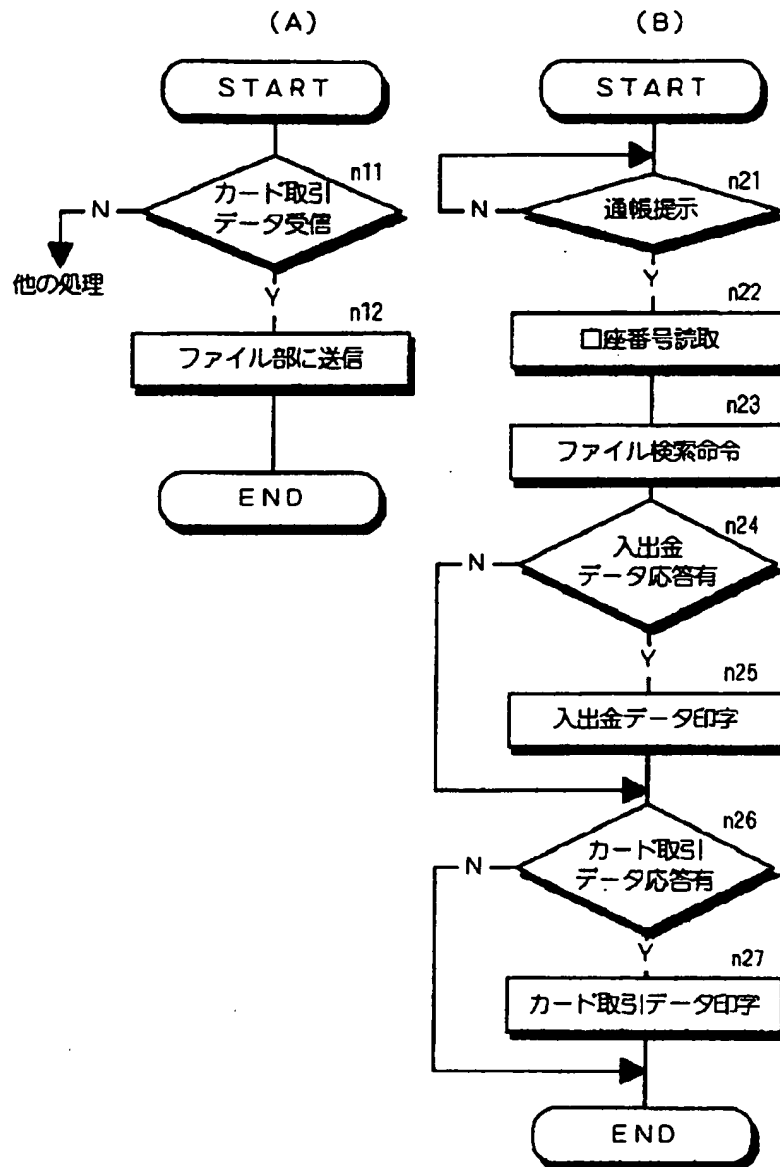 (A)
START
n11
カード取引
データ受信
N
他の処理
Y
n12
ファイル部に送信
END
(B)
START
n21
通帳提示
N
Y
n22
口座番号読取
n23
ファイル検索命令
n24
入出金
データ応答有
N
Y
n25
入出金データ印字
n26
カード取引
データ応答有
N
Y
n27
カード取引データ印字
END